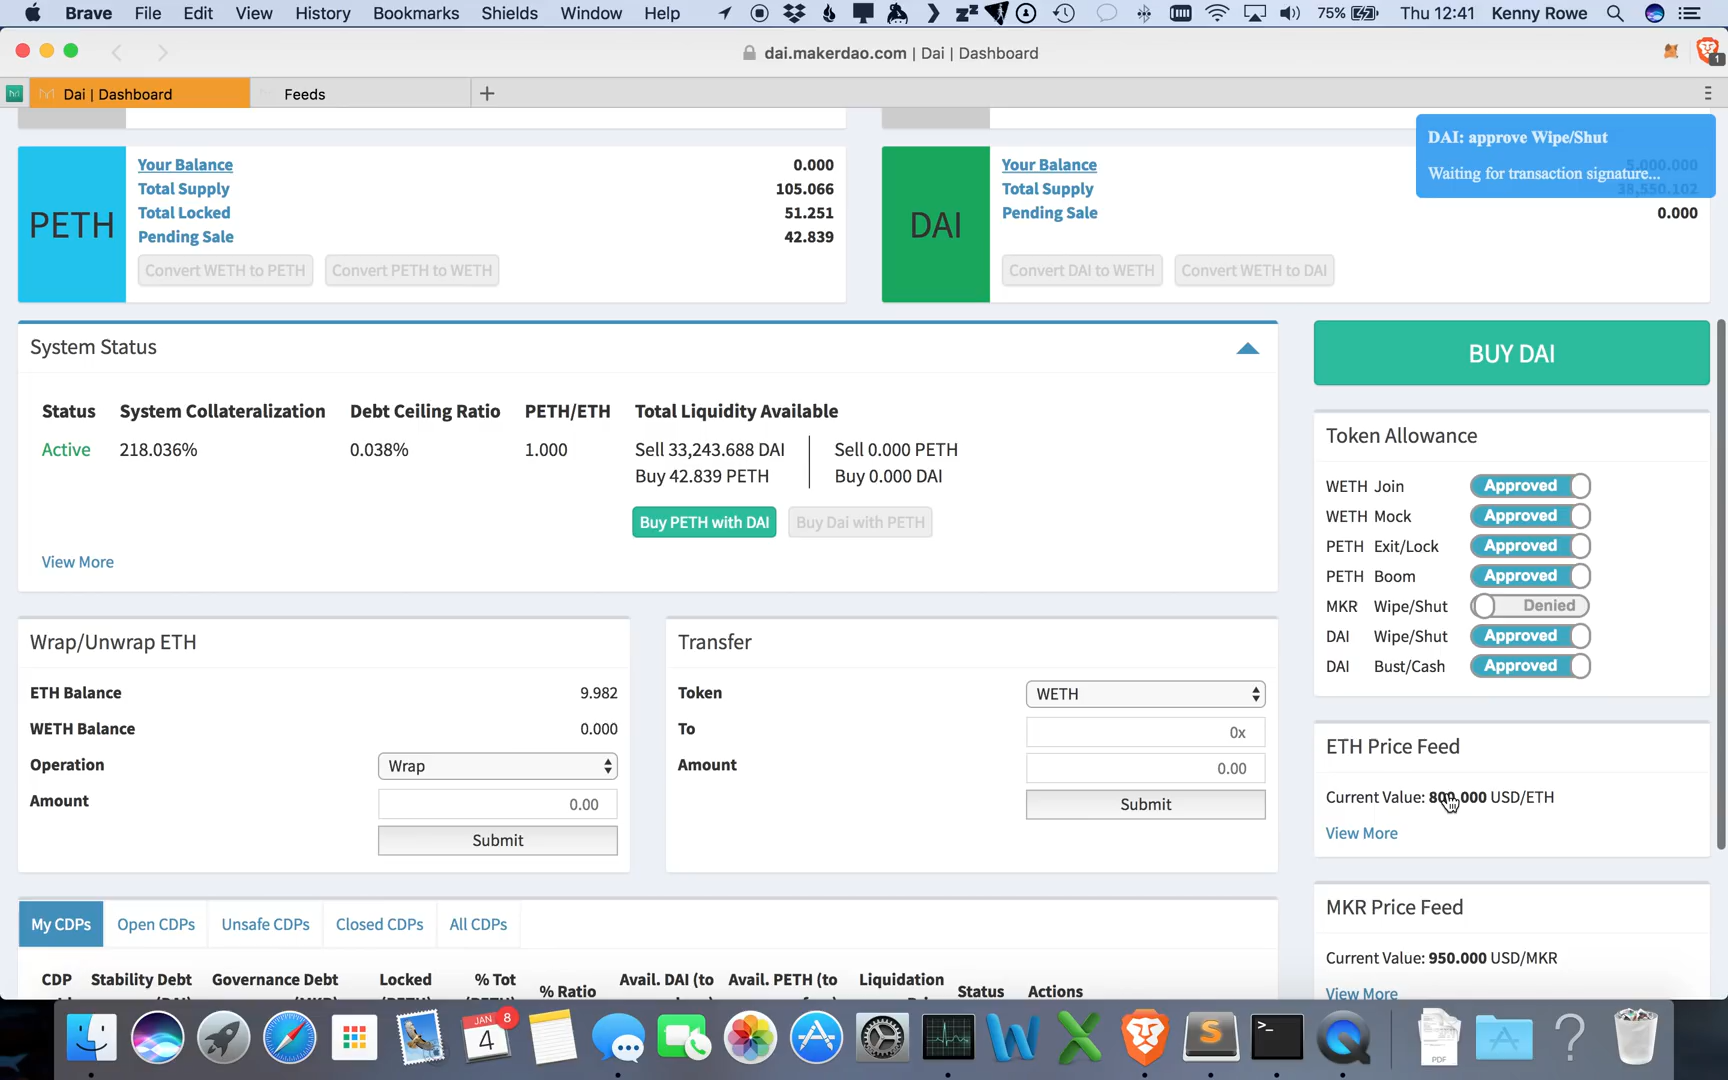 Brave File Edit View History Bookmarks Shields Window Help 75% Thu 12:41 Kenny Rowe
dai.makerdao.com | Dai | Dashboard
1
Dai | Dashboard Feeds
DAI: approve Wipe/Shut
Waiting for transaction signature...
PETH
Your Balance 0.000
Total Supply 105.066
Total Locked 51.251
Pending Sale 42.839
Convert WETH to PETH Convert PETH to WETH
DAI
Your Balance 5,000.000
Total Supply 38,550.102
Pending Sale 0.000
Convert DAI to WETH Convert WETH to DAI
System Status
Status System Collateralization Debt Ceiling Ratio PETH/ETH Total Liquidity Available
Active 218.036% 0.038% 1.000 Sell 33,243.688 DAI Sell 0.000 PETH
Buy 42.839 PETH Buy 0.000 DAI
Buy PETH with DAI Buy Dai with PETH
View More
BUY DAI
Token Allowance
WETH Join Approved
WETH Mock Approved
PETH Exit/Lock Approved
PETH Boom Approved
MKR Wipe/Shut Denied
DAI Wipe/Shut Approved
DAI Bust/Cash Approved
Wrap/Unwrap ETH
ETH Balance 9.982
WETH Balance 0.000
Operation Wrap
Amount 0.00
Submit
Transfer
Token WETH
To 0x
Amount 0.00
Submit
ETH Price Feed
Current Value: 800.000 USD/ETH
View More
MKR Price Feed
Current Value: 950.000 USD/MKR
View More
My CDPs Open CDPs Unsafe CDPs Closed CDPs All CDPs
CDP Stability Debt Governance Debt Locked % Tot % Ratio Avail. DAI (to Avail. PETH (to Liquidation Status Actions
JAN 8
4
PDF